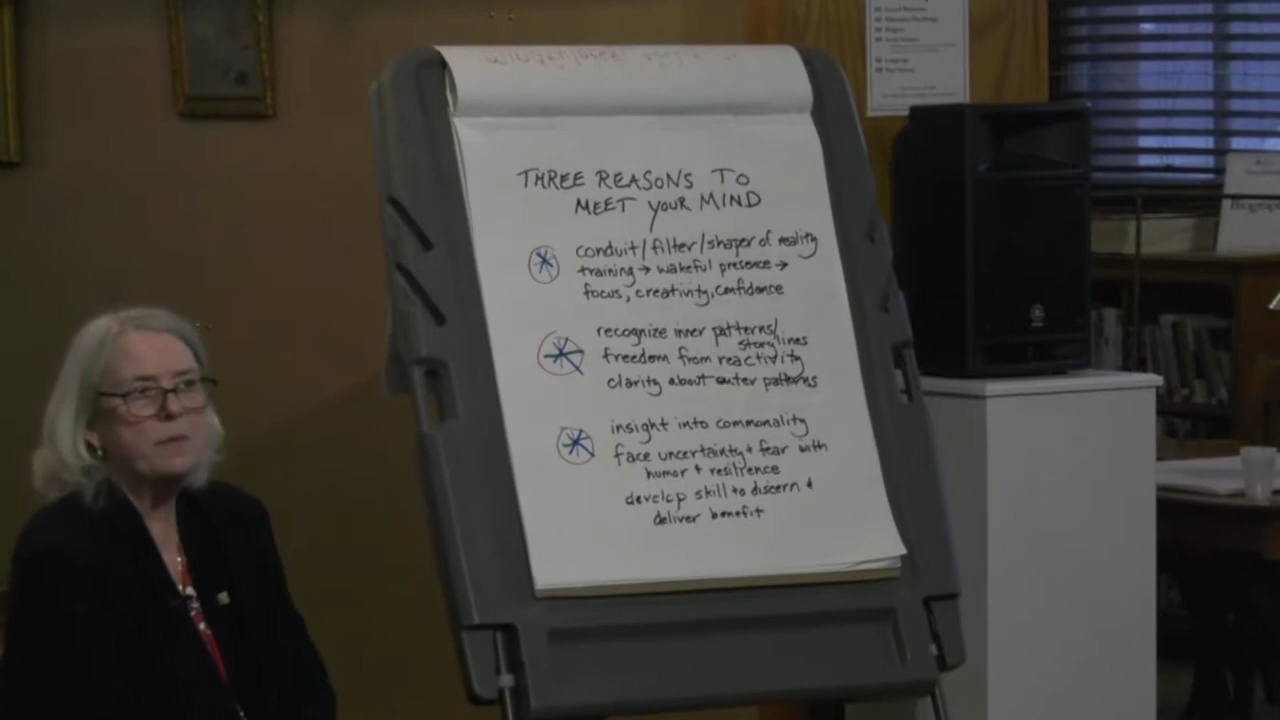 THREE REASONS TO
MEET YOUR MIND
conduit/filter/shaper of reality
training → wakeful presence →
focus, creativity, confidence
recognize inner patterns/
storylines
freedom from reactivity
clarity about outer patterns
insight into commonality
face uncertainty + fear with
humor + resilience
develop skill to discern +
deliver benefit